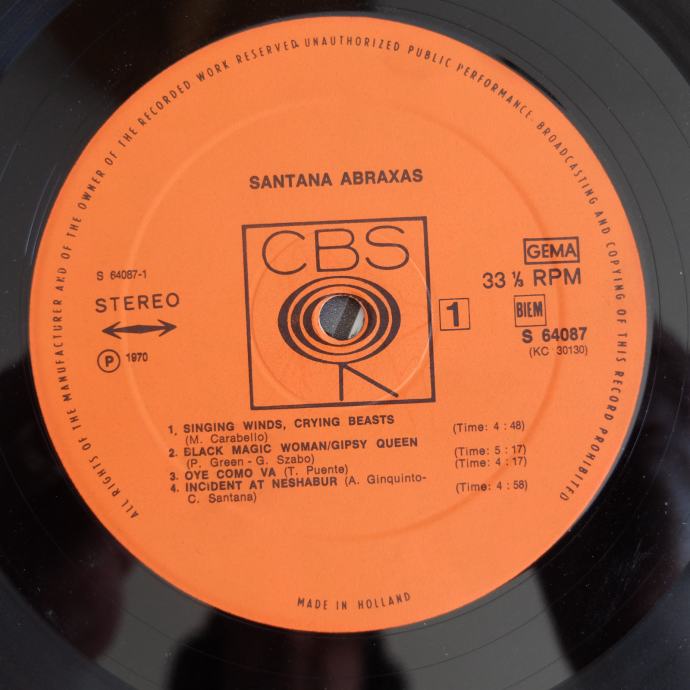 ALL RIGHTS OF THE MANUFACTURER AND OF THE OWNER OF THE RECORDED WORK RESERVED. UNAUTHORIZED PUBLIC PERFORMANCE. BROADCASTING AND COPYING OF THIS RECORD PROHIBITED
SANTANA ABRAXAS
CBS
S 64087-1
STEREO
P 1970
1
GEMA
33 ⅓ RPM
BIEM
S 64087
(KC 30130)
1. SINGING WINDS, CRYING BEASTS (Time: 4:48)
(M. Carabello)
2. BLACK MAGIC WOMAN/GIPSY QUEEN (Time: 5:17)
(P. Green - G. Szabo)
3. OYE COMO VA (T. Puente) (Time: 4:17)
4. INCIDENT AT NESHABUR (A. Ginquinto- (Time: 4:58)
C. Santana)
MADE IN HOLLAND